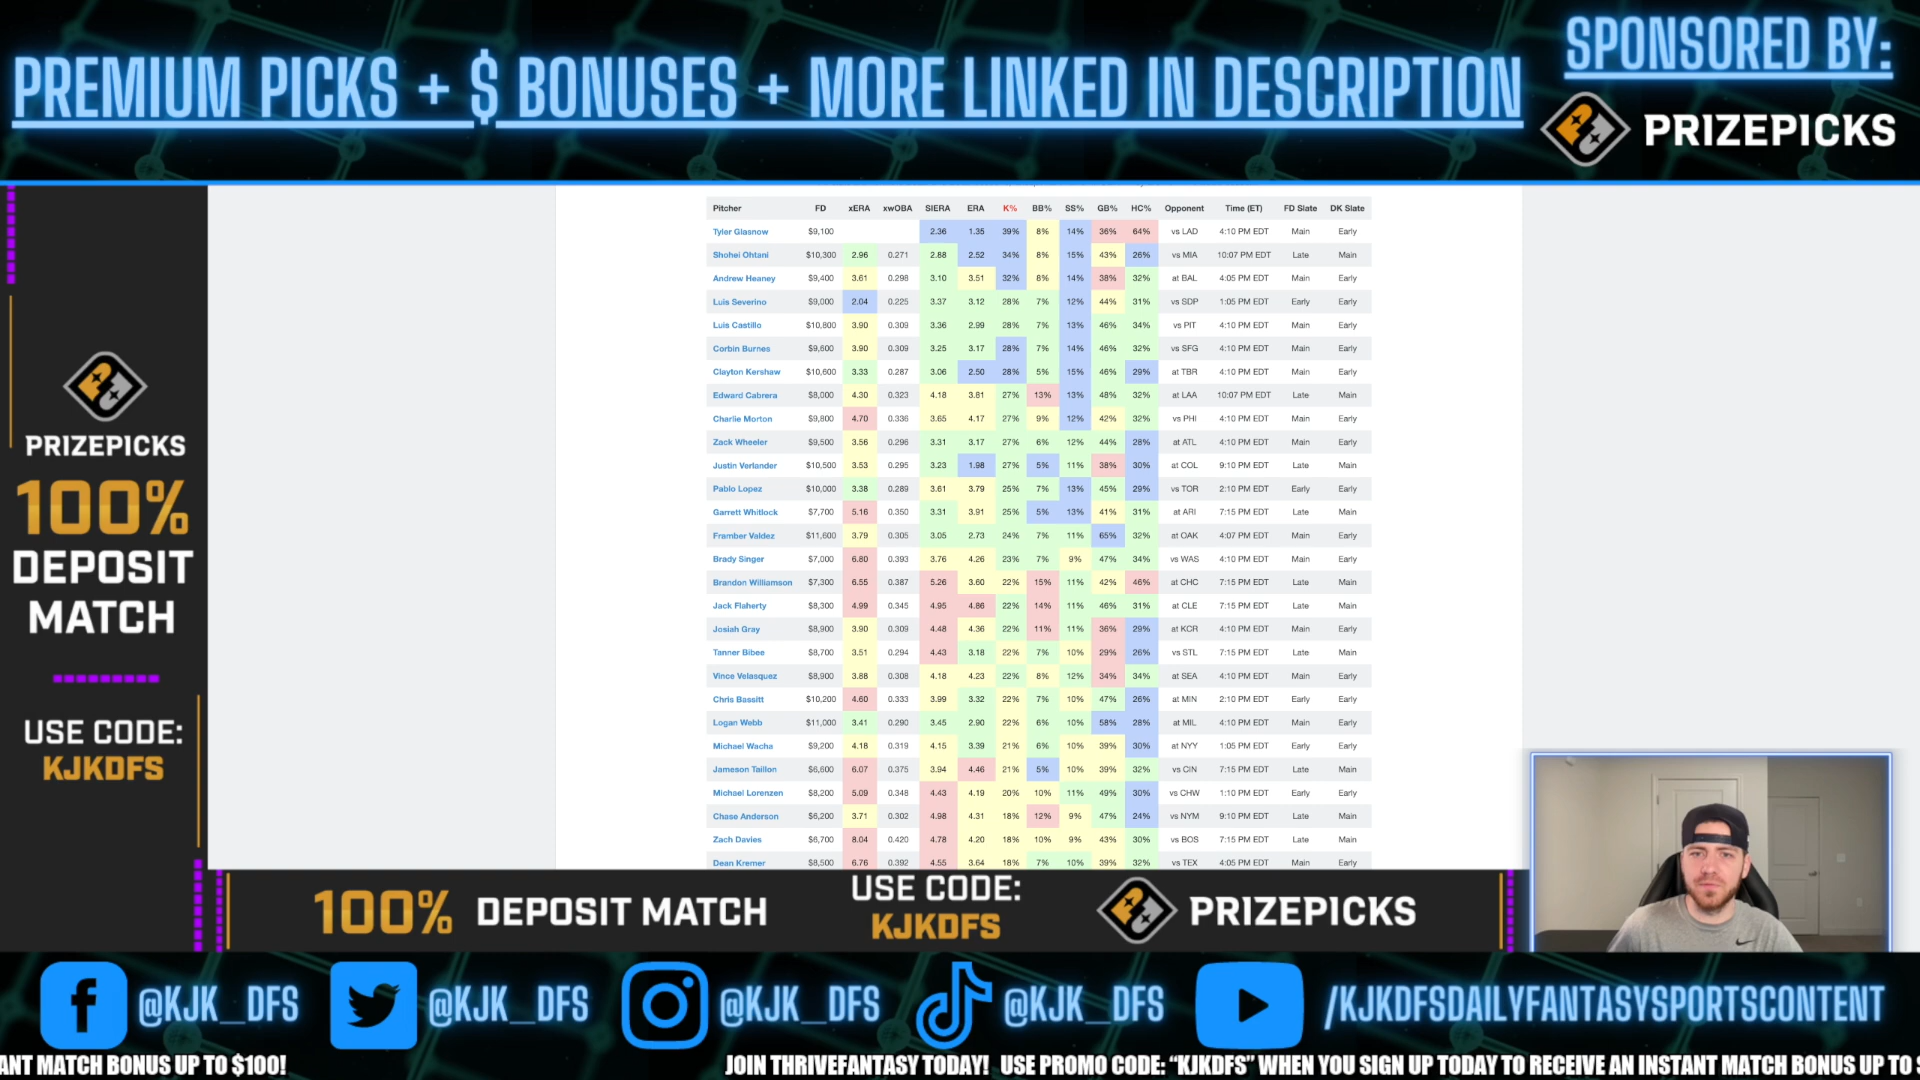 PREMIUM PICKS + $ BONUSES + MORE LINKED IN DESCRIPTION
SPONSORED BY:
PRIZEPICKS
Pitcher FD xERA xwOBA SIERA ERA K% BB% SS% GB% HC% Opponent Time (ET) FD Slate DK Slate
Tyler Glasnow $9,100 2.36 1.35 39% 8% 14% 36% 64% vs LAD 4:10 PM EDT Main Early
Shohei Ohtani $10,300 2.96 0.271 2.88 2.52 34% 8% 15% 43% 26% vs MIA 10:07 PM EDT Late Main
Andrew Heaney $9,400 3.61 0.298 3.10 3.51 32% 8% 14% 38% 32% at BAL 4:05 PM EDT Main Early
Luis Severino $9,000 2.04 0.225 3.37 3.12 28% 7% 12% 44% 31% vs SDP 1:05 PM EDT Early Early
Luis Castillo $10,800 3.90 0.309 3.36 2.99 28% 7% 13% 46% 34% vs PIT 4:10 PM EDT Main Early
Corbin Burnes $9,600 3.90 0.309 3.25 3.17 28% 7% 14% 46% 32% vs SFG 4:10 PM EDT Main Early
Clayton Kershaw $10,600 3.33 0.287 3.06 2.50 28% 5% 15% 46% 29% at TBR 4:10 PM EDT Main Early
Edward Cabrera $8,000 4.30 0.323 4.18 3.81 27% 13% 13% 48% 32% at LAA 10:07 PM EDT Late Main
Charlie Morton $9,800 4.70 0.336 3.65 4.17 27% 9% 12% 42% 32% vs PHI 4:10 PM EDT Main Early
Zack Wheeler $9,500 3.56 0.296 3.31 3.17 27% 6% 12% 44% 28% at ATL 4:10 PM EDT Main Early
Justin Verlander $10,500 3.53 0.295 3.23 1.98 27% 5% 11% 38% 30% at COL 9:10 PM EDT Late Main
Pablo Lopez $10,000 3.38 0.289 3.61 3.79 25% 7% 13% 45% 29% vs TOR 2:10 PM EDT Early Early
Garrett Whitlock $7,700 5.16 0.350 3.31 3.91 25% 5% 13% 41% 31% at ARI 7:15 PM EDT Late Main
Framber Valdez $11,600 3.79 0.305 3.05 2.73 24% 7% 11% 65% 32% at OAK 4:07 PM EDT Main Early
Brady Singer $7,000 6.80 0.393 3.76 4.26 23% 7% 9% 47% 34% vs WAS 4:10 PM EDT Main Early
Brandon Williamson $7,300 6.55 0.387 5.26 3.60 22% 15% 11% 42% 46% at CHC 7:15 PM EDT Late Main
Jack Flaherty $8,300 4.99 0.345 4.95 4.86 22% 14% 11% 46% 31% at CLE 7:15 PM EDT Late Main
Josiah Gray $8,900 3.90 0.309 4.48 4.36 22% 11% 11% 36% 29% at KCR 4:10 PM EDT Main Early
Tanner Bibee $8,700 3.51 0.294 4.43 3.18 22% 7% 10% 29% 26% vs STL 7:15 PM EDT Late Main
Vince Velasquez $8,900 3.88 0.308 4.18 4.23 22% 8% 12% 34% 34% at SEA 4:10 PM EDT Main Early
Chris Bassitt $10,200 4.60 0.333 3.99 3.32 22% 7% 10% 47% 26% at MIN 2:10 PM EDT Early Early
Logan Webb $11,000 3.41 0.290 3.45 2.90 22% 6% 10% 58% 28% at MIL 4:10 PM EDT Main Early
Michael Wacha $9,200 4.18 0.319 4.15 3.39 21% 6% 10% 39% 30% at NYY 1:05 PM EDT Early Early
Jameson Taillon $6,600 6.07 0.375 3.94 4.46 21% 5% 10% 39% 32% vs CIN 7:15 PM EDT Late Main
Michael Lorenzen $8,200 5.09 0.348 4.43 4.19 20% 10% 11% 49% 30% vs CHW 1:10 PM EDT Early Early
Chase Anderson $6,200 3.71 0.302 4.98 4.31 18% 12% 9% 47% 24% vs NYM 9:10 PM EDT Late Main
Zach Davies $6,700 8.04 0.420 4.78 4.20 18% 10% 9% 43% 30% vs BOS 7:15 PM EDT Late Main
Dean Kremer $8,500 6.76 0.392 4.55 3.64 18% 7% 10% 39% 32% vs TEX 4:05 PM EDT Main Early
PRIZEPICKS
100%
DEPOSIT
MATCH
USE CODE:
KJKDFS
100% DEPOSIT MATCH
USE CODE:
KJKDFS
PRIZEPICKS
@KJK_DFS @KJK_DFS @KJK_DFS @KJK_DFS /KJKDFSDAILYFANTASYSPORTSCONTENT
ANT MATCH BONUS UP TO $100! JOIN THRIVEFANTASY TODAY! USE PROMO CODE: "KJKDFS" WHEN YOU SIGN UP TODAY TO RECEIVE AN INSTANT MATCH BONUS UP TO